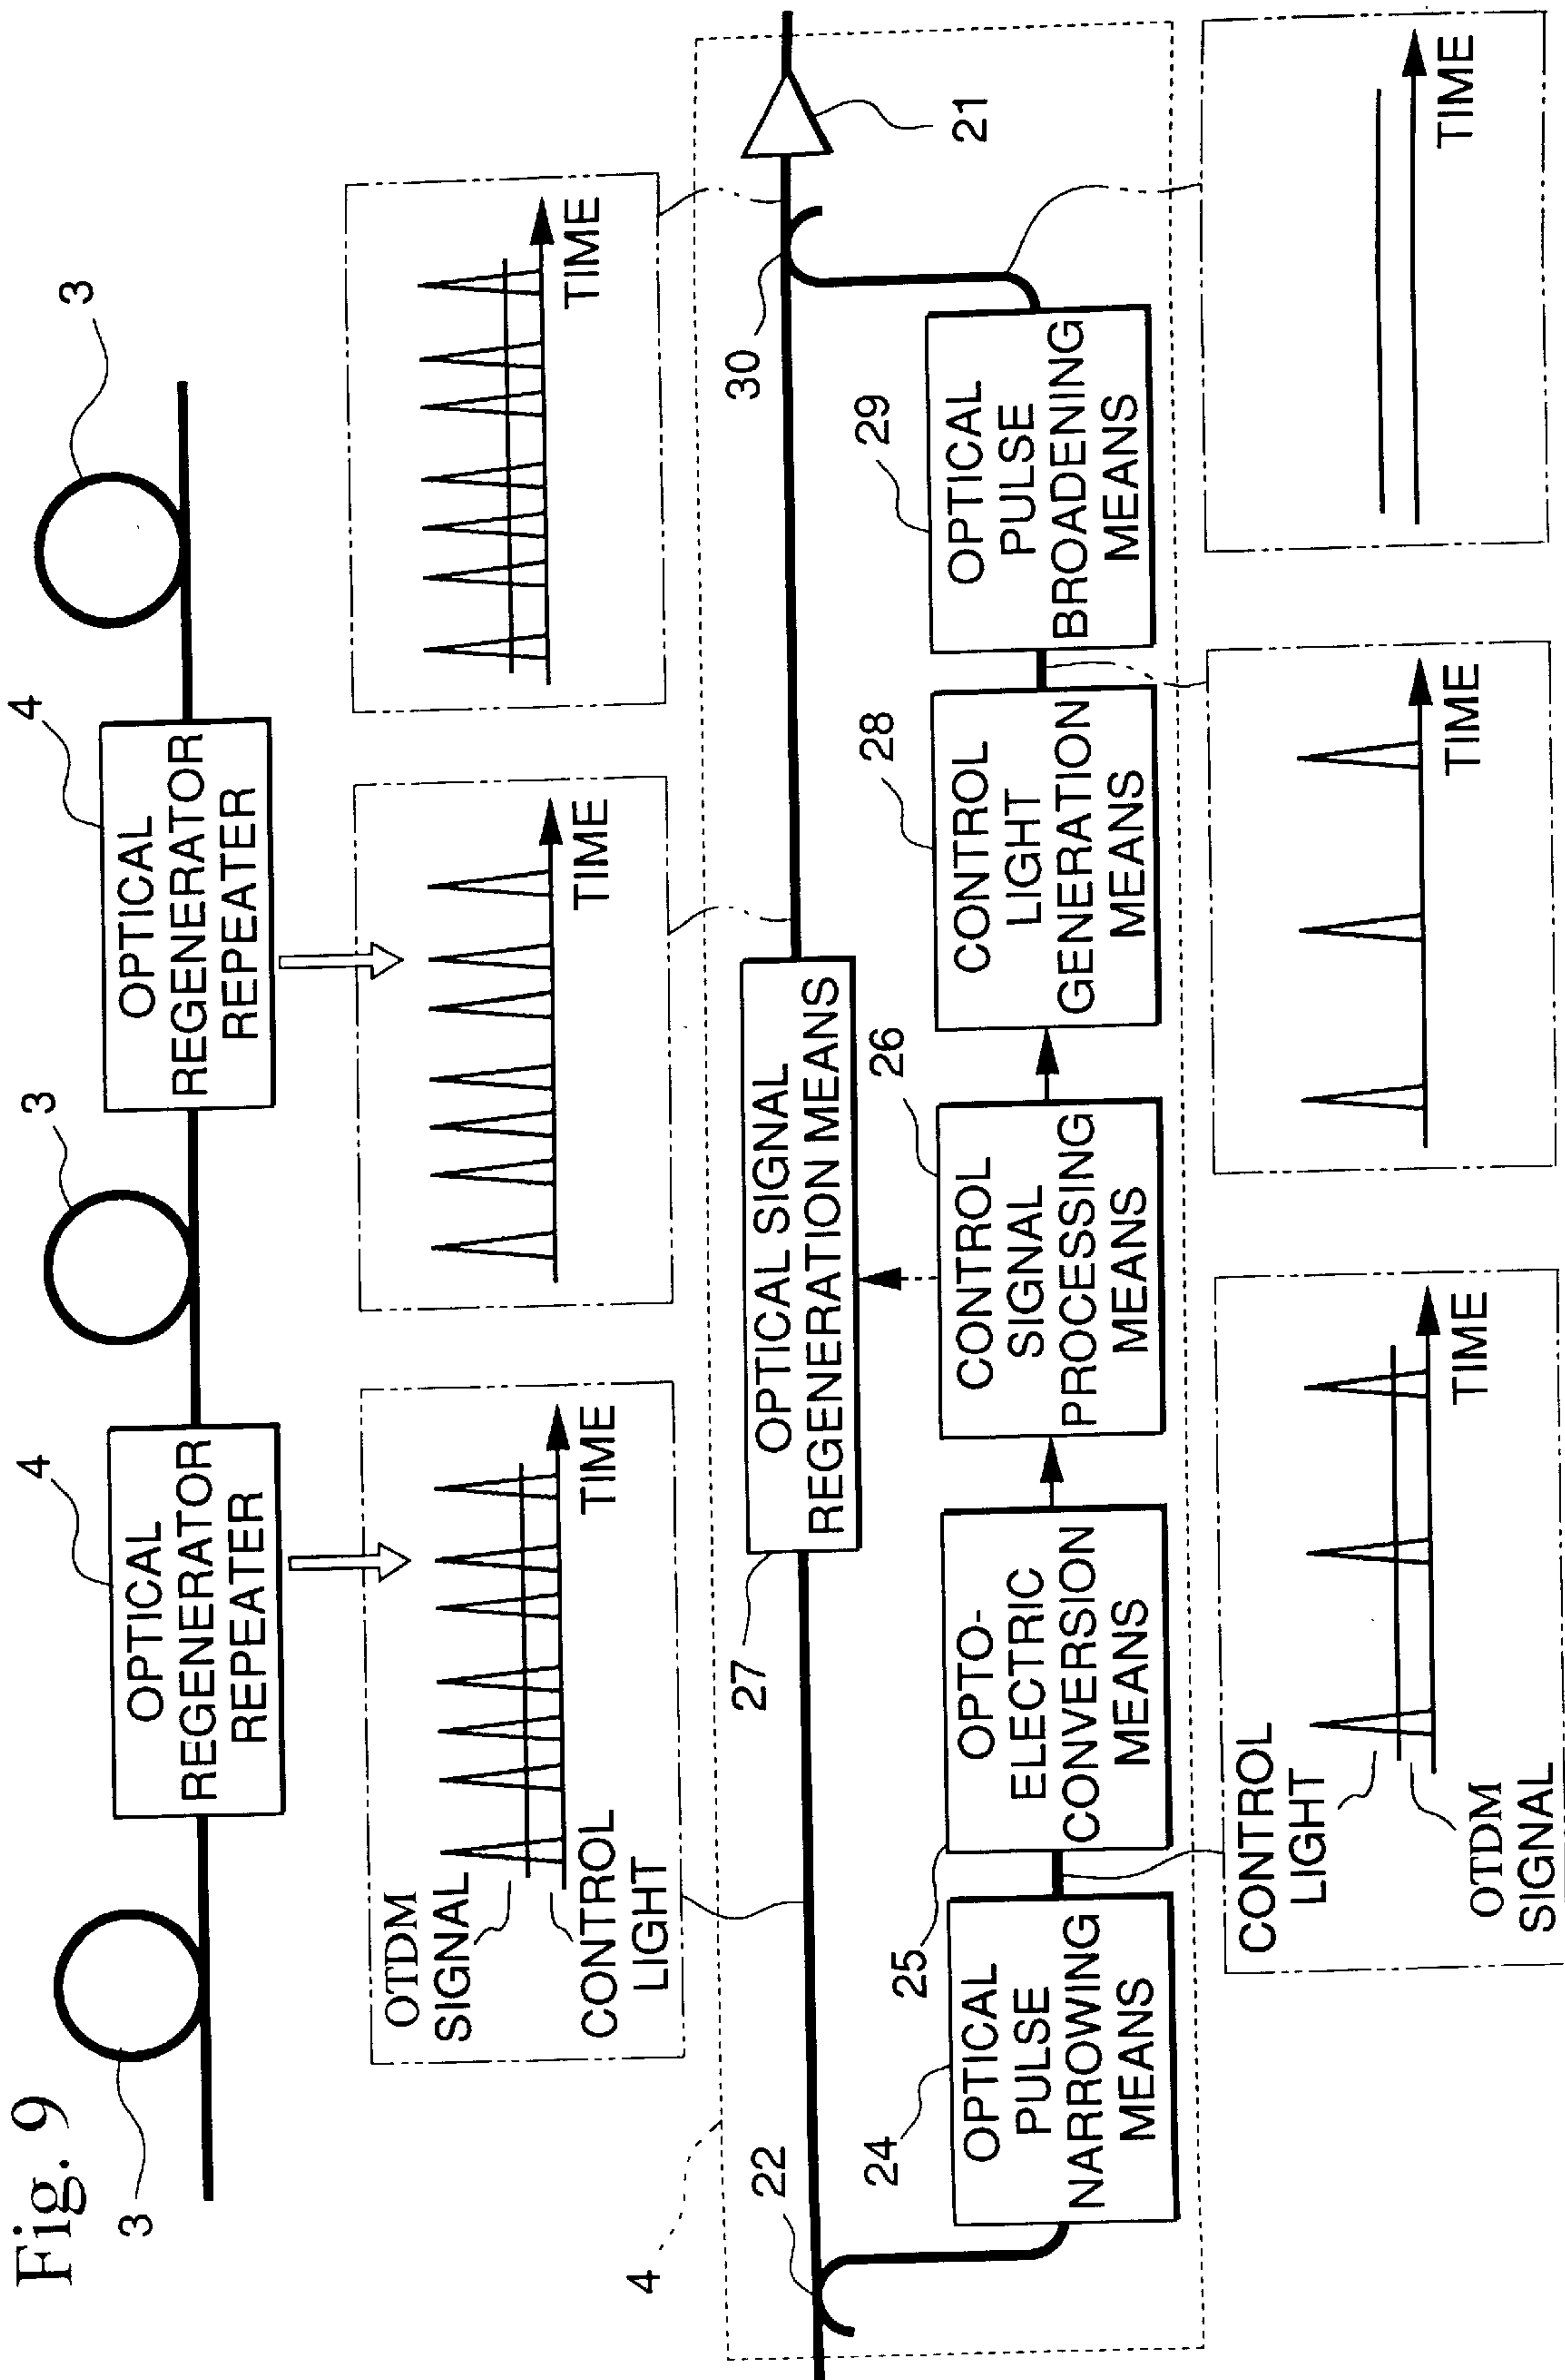 Fig. 9
3
4
3
4
3
OPTICAL
REGENERATOR
REPEATER
OPTICAL
REGENERATOR
REPEATER
OTDM
SIGNAL
CONTROL
LIGHT
TIME
TIME
TIME
4
22
27
OPTICAL SIGNAL
REGENERATION MEANS
30
21
24
OPTICAL
PULSE
NARROWING
MEANS
25
OPTO-
ELECTRIC
CONVERSION
MEANS
26
CONTROL
SIGNAL
PROCESSING
MEANS
28
CONTROL
LIGHT
GENERATION
MEANS
29
OPTICAL
PULSE
BROADENING
MEANS
CONTROL
LIGHT
OTDM
SIGNAL
TIME
TIME
TIME